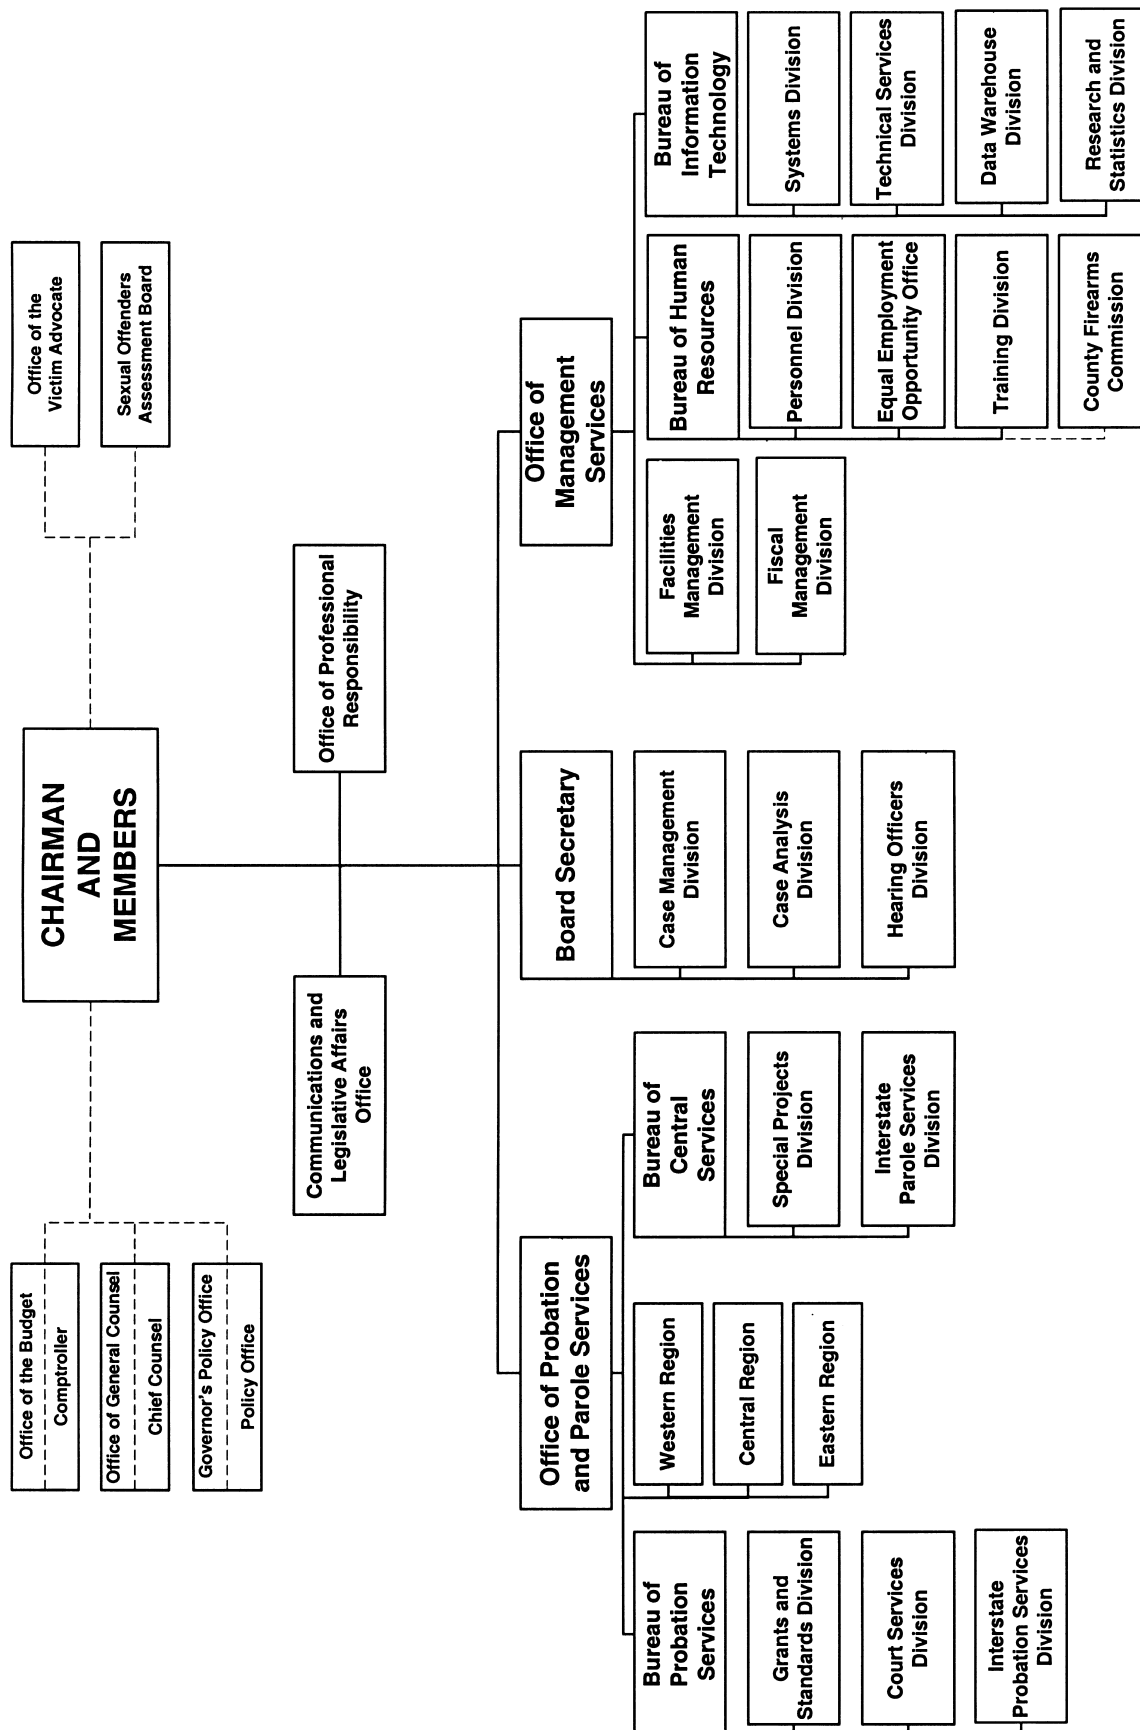 CHAIRMAN
AND
MEMBERS
Office of the Budget
Comptroller
Office of General Counsel
Chief Counsel
Governor's Policy Office
Policy Office
Office of the
Victim Advocate
Sexual Offenders
Assessment Board
Communications and
Legislative Affairs
Office
Office of Professional
Responsibility
Office of Probation
and Parole Services
Board Secretary
Office of
Management
Services
Bureau of
Probation
Services
Grants and
Standards Division
Court Services
Division
Interstate
Probation Services
Division
Western Region
Central Region
Eastern Region
Bureau of
Central
Services
Special Projects
Division
Interstate
Parole Services
Division
Case Management
Division
Case Analysis
Division
Hearing Officers
Division
Facilities
Management
Division
Fiscal
Management
Division
Bureau of Human
Resources
Personnel Division
Equal Employment
Opportunity Office
Training Division
County Firearms
Commission
Bureau of
Information
Technology
Systems Division
Technical Services
Division
Data Warehouse
Division
Research and
Statistics Division